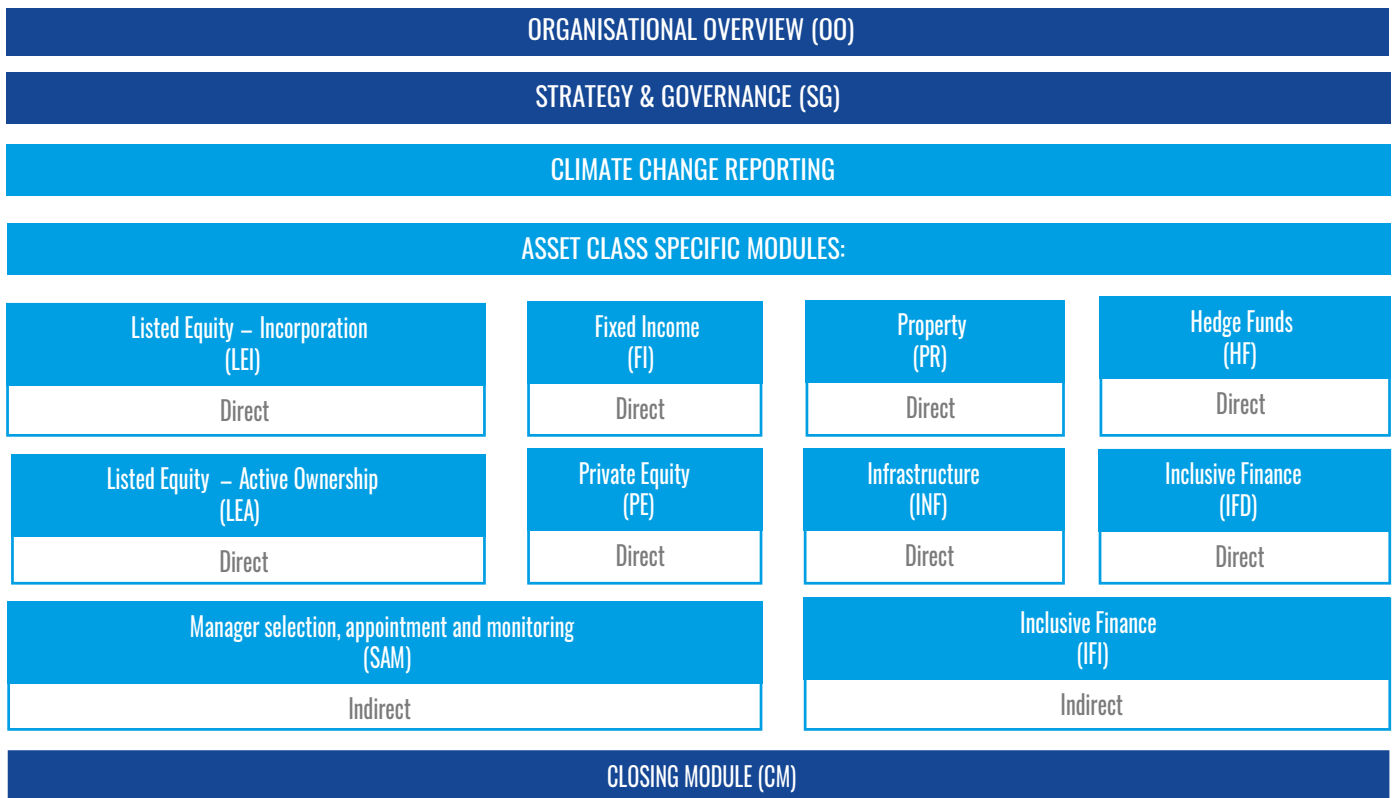 ORGANISATIONAL OVERVIEW (OO)
STRATEGY & GOVERNANCE (SG)
CLIMATE CHANGE REPORTING
ASSET CLASS SPECIFIC MODULES:
Listed Equity – Incorporation
(LEI)
Direct
Fixed Income
(FI)
Direct
Property
(PR)
Direct
Hedge Funds
(HF)
Direct
Listed Equity – Active Ownership
(LEA)
Direct
Private Equity
(PE)
Direct
Infrastructure
(INF)
Direct
Inclusive Finance
(IFD)
Direct
Manager selection, appointment and monitoring
(SAM)
Indirect
Inclusive Finance
(IFI)
Indirect
CLOSING MODULE (CM)